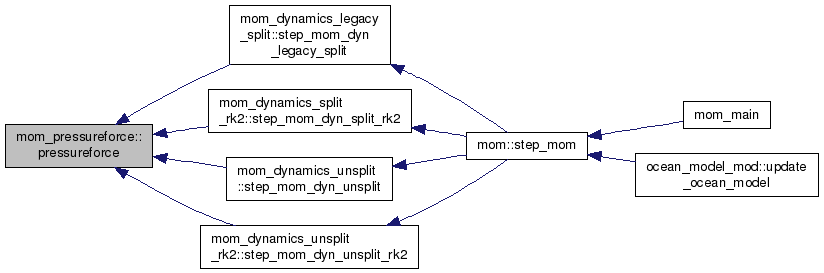 mom_dynamics_legacy
_split::step_mom_dyn
_legacy_split
mom_dynamics_split
_rk2::step_mom_dyn_split_rk2
mom_main
mom_pressureforce::
pressureforce
mom::step_mom
mom_dynamics_unsplit
::step_mom_dyn_unsplit
ocean_model_mod::update
_ocean_model
mom_dynamics_unsplit
_rk2::step_mom_dyn_unsplit_rk2